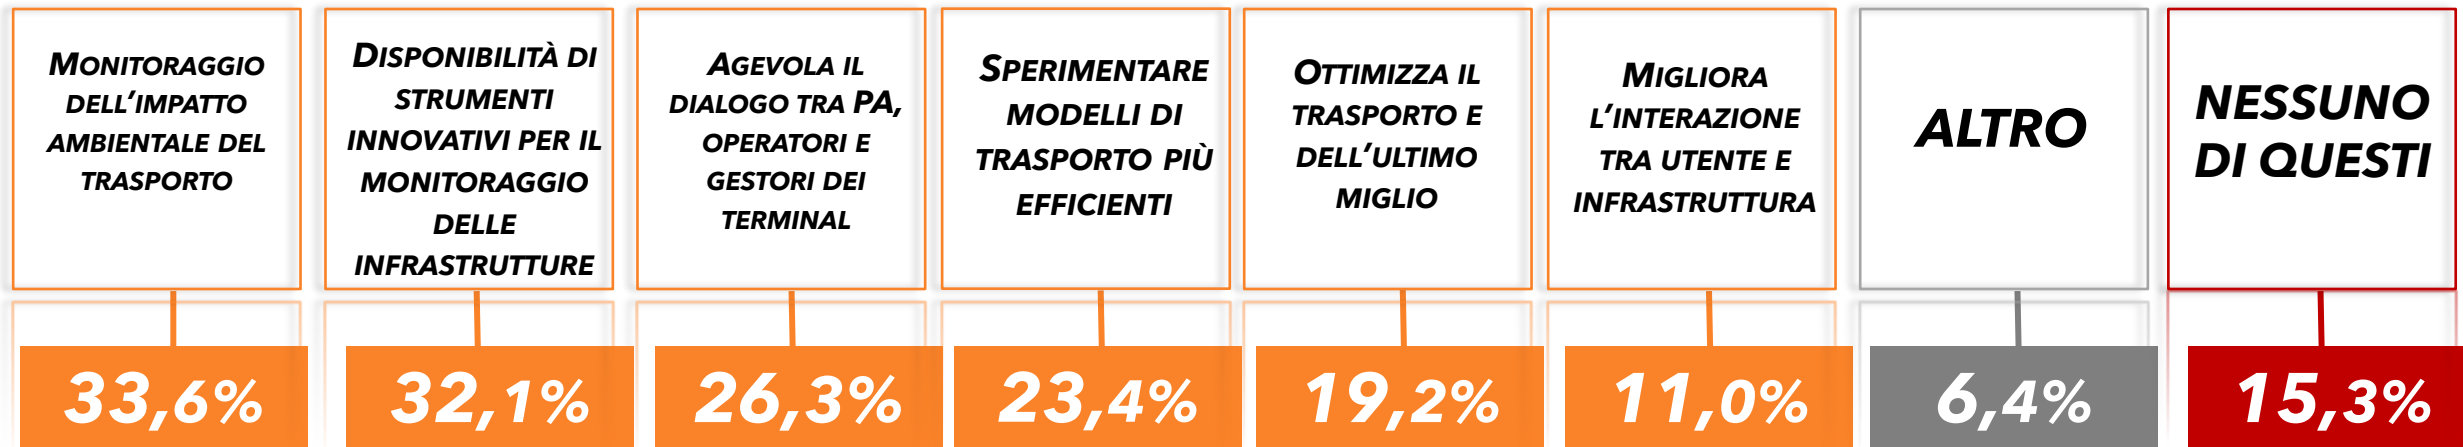 MONITORAGGIO
DELL'IMPATTO
AMBIENTALE DEL
TRASPORTO
33,6%
DISPONIBILITÀ DI
STRUMENTI
INNOVATIVI PER IL
MONITORAGGIO
DELLE
INFRASTRUTTURE
32,1%
AGEVOLA IL
DIALOGO TRA PA,
OPERATORI E
GESTORI DEI
TERMINAL
26,3%
SPERIMENTARE
MODELLI DI
TRASPORTO PIÙ
EFFICIENTI
23,4%
OTTIMIZZA IL
TRASPORTO E
DELL'ULTIMO
MIGLIO
19,2%
MIGLIORA
L'INTERAZIONE
TRA UTENTE E
INFRASTRUTTURA
11,0%
ALTRO
6,4%
NESSUNO
DI QUESTI
15,3%